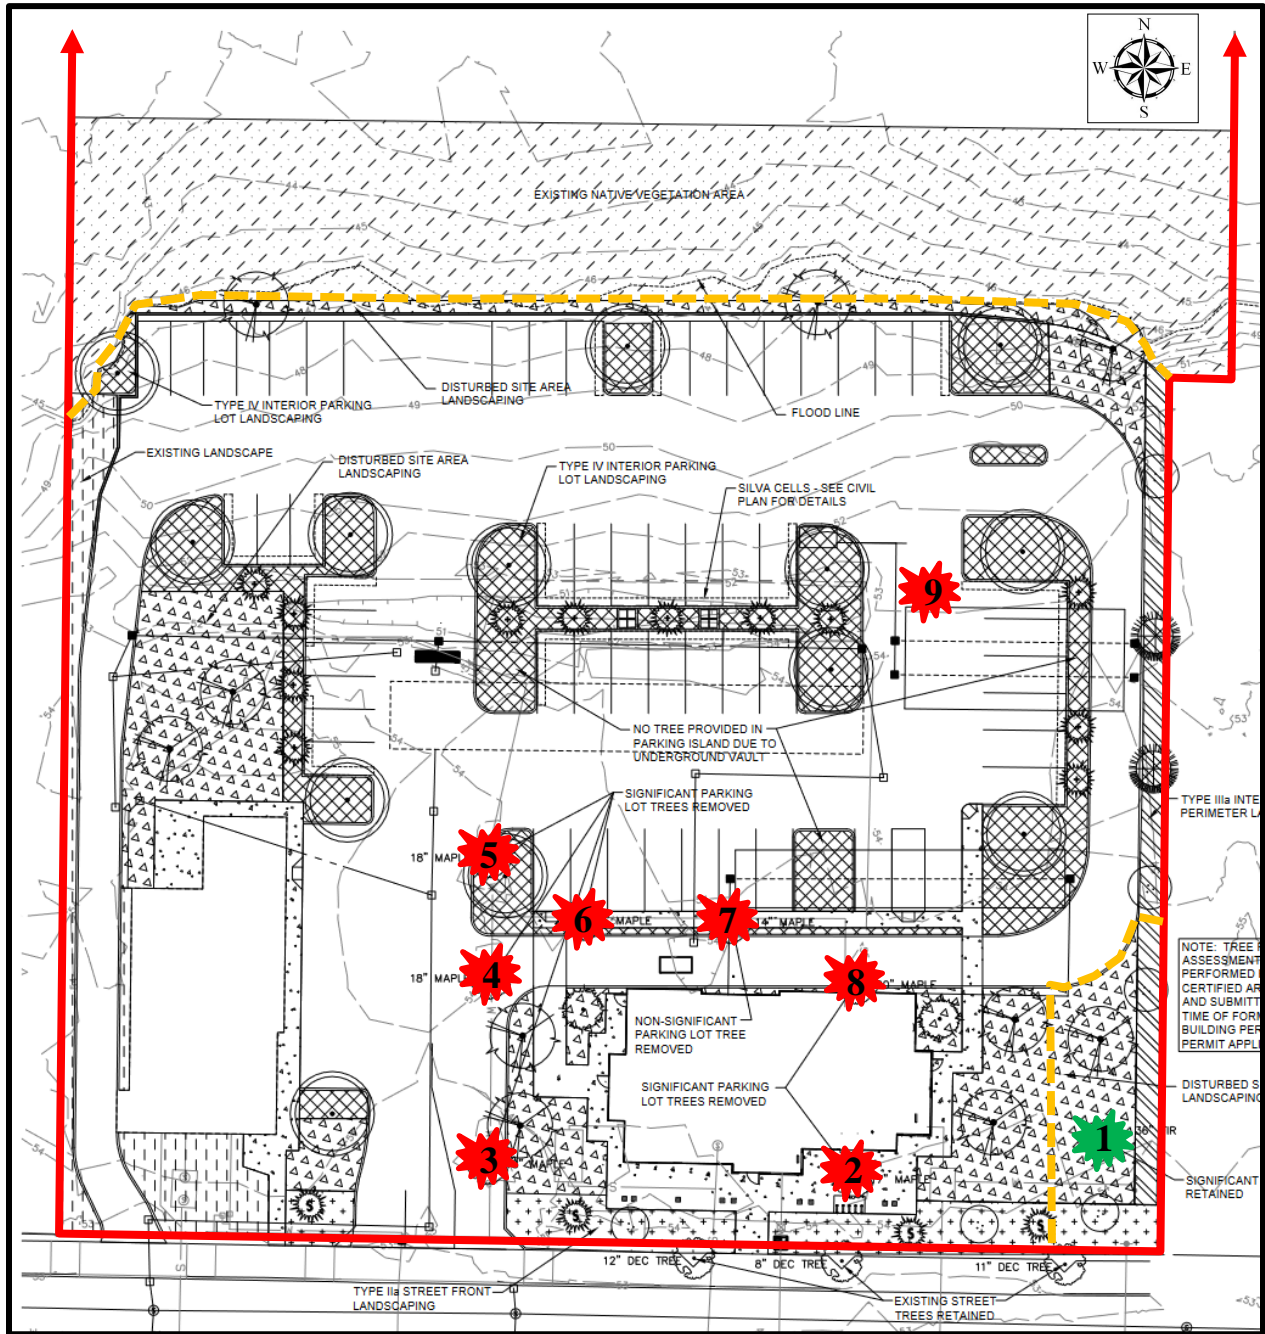 N
W E
S
EXISTING NATIVE VEGETATION AREA
DISTURBED SITE AREA
LANDSCAPING
TYPE IV INTERIOR PARKING
LOT LANDSCAPING
FLOOD LINE
EXISTING LANDSCAPE
DISTURBED SITE AREA
LANDSCAPING
TYPE IV INTERIOR PARKING
LOT LANDSCAPING
SILVA CELLS - SEE CIVIL
PLAN FOR DETAILS
9
NO TREE PROVIDED IN
PARKING ISLAND DUE TO
UNDERGROUND VAULT
SIGNIFICANT PARKING
LOT TREES REMOVED
TYPE IIIa INTE
PERIMETER LA
18" MAPL
5
6
MAPLE
7
14" MAPLE
18" MAPL
4
8
" MAPLE
NOTE: TREE
ASSESSMENT
PERFORMED
CERTIFIED AR
AND SUBMITT
TIME OF FORM
BUILDING PER
PERMIT APPLI
NON-SIGNIFICANT
PARKING LOT TREE
REMOVED
SIGNIFICANT PARKING
LOT TREES REMOVED
DISTURBED S
LANDSCAPING
1
3
MAPLE
2
MAPLE
SIGNIFICANT
RETAINED
12" DEC TREE
8" DEC TREE
11" DEC TREE
TYPE IIa STREET FRONT
LANDSCAPING
EXISTING STREET
TREES RETAINED